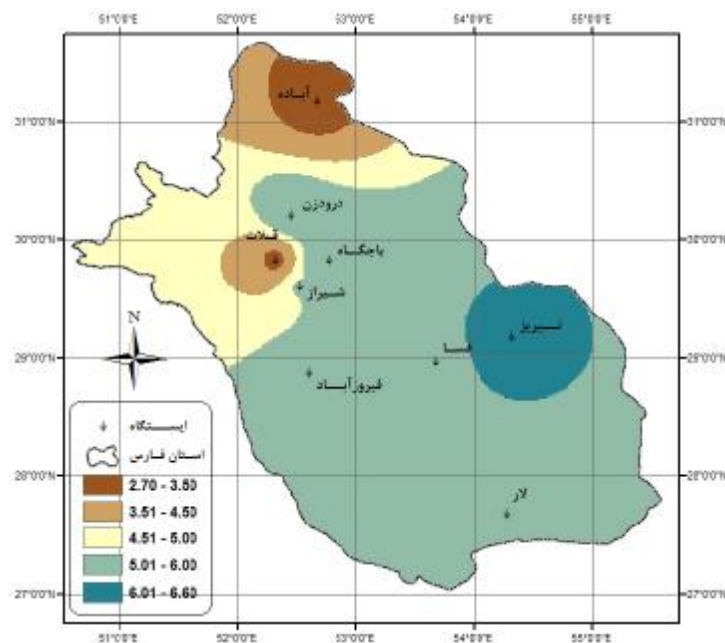 51°0'0"E 52°0'0"E 53°0'0"E 54°0'0"E 55°0'0"E
31°0'0"N 31°0'0"N
30°0'0"N 30°0'0"N
29°0'0"N 29°0'0"N
28°0'0"N 28°0'0"N
27°0'0"N 27°0'0"N
آباده
درودزن
قلات
باجگاه
شیراز
نیریز
فسا
فیروزآباد
لار
N
ایستگاه
استان فارس
2.70 - 3.50
3.51 - 4.50
4.51 - 5.00
5.01 - 6.00
6.01 - 6.60
51°0'0"E 52°0'0"E 53°0'0"E 54°0'0"E 55°0'0"E